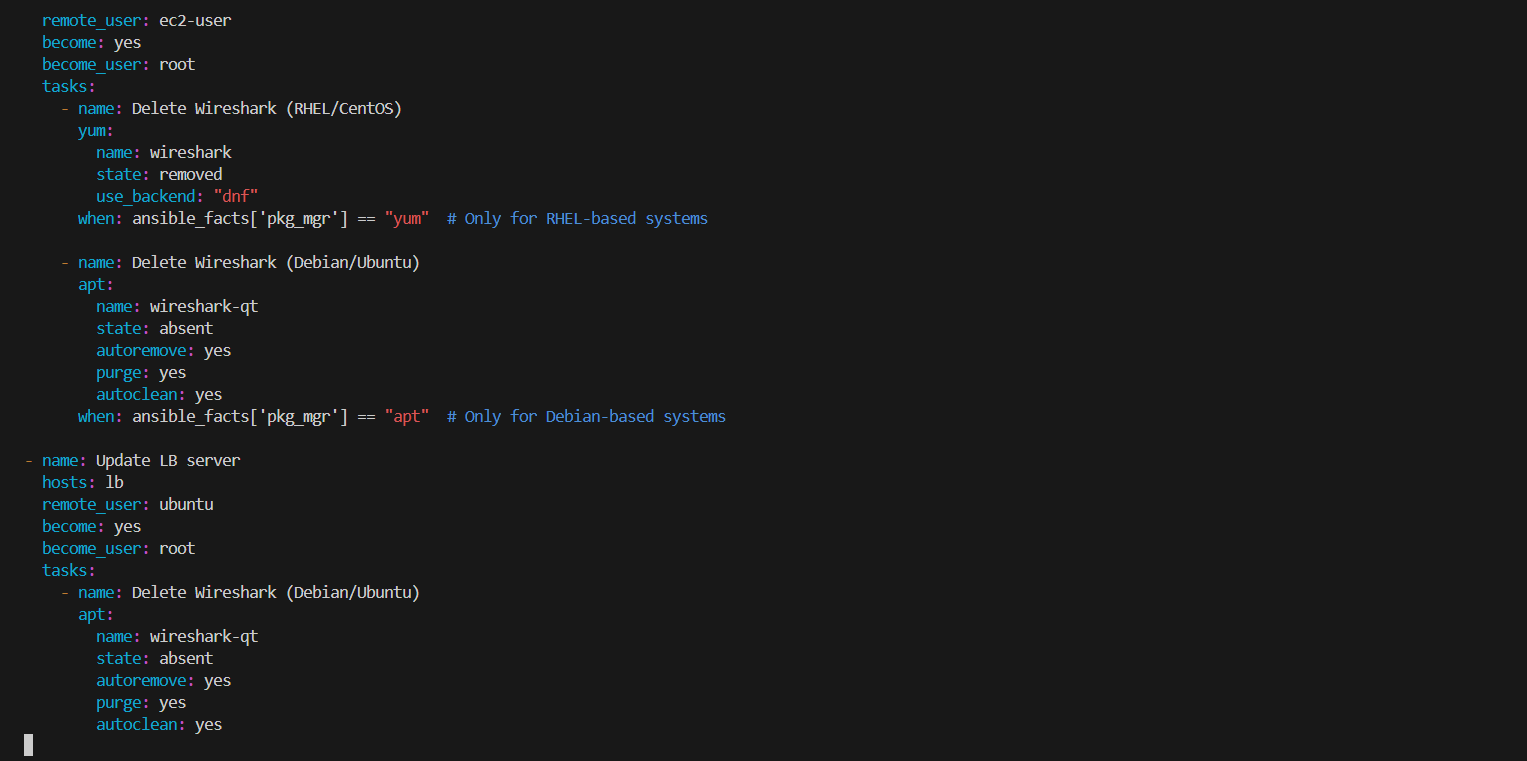 remote_user: ec2-user
become: yes
become_user: root
tasks:
- name: Delete Wireshark (RHEL/CentOS)
yum:
name: wireshark
state: removed
use_backend: "dnf"
when: ansible_facts['pkg_mgr'] == "yum"  # Only for RHEL-based systems
- name: Delete Wireshark (Debian/Ubuntu)
apt:
name: wireshark-qt
state: absent
autoremove: yes
purge: yes
autoclean: yes
when: ansible_facts['pkg_mgr'] == "apt"  # Only for Debian-based systems
- name: Update LB server
hosts: lb
remote_user: ubuntu
become: yes
become_user: root
tasks:
- name: Delete Wireshark (Debian/Ubuntu)
apt:
name: wireshark-qt
state: absent
autoremove: yes
purge: yes
autoclean: yes